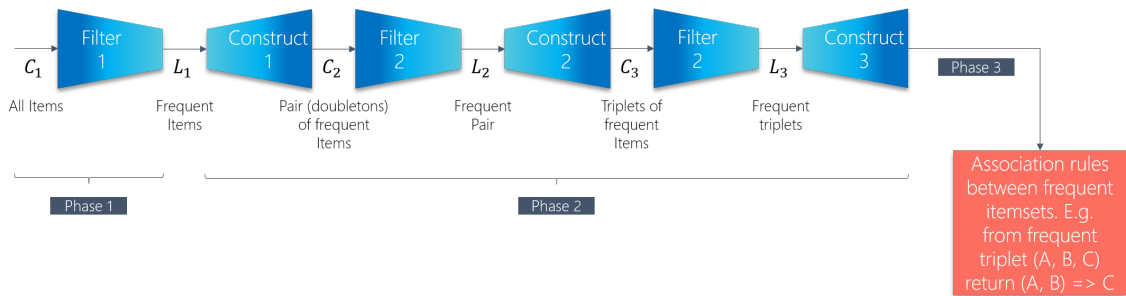 Filter
1
Construct
1
Filter
2
Construct
2
Filter
2
Construct
3
C₁
L₁
C₂
L₂
C₃
L₃
Phase 3
All Items
Frequent
Items
Pair (doubletons)
of frequent
Items
Frequent
Pair
Triplets of
frequent
Items
Frequent
triplets
Phase 1
Phase 2
Association rules
between frequent
itemsets. E.g.
from frequent
triplet (A, B, C)
return (A, B) => C